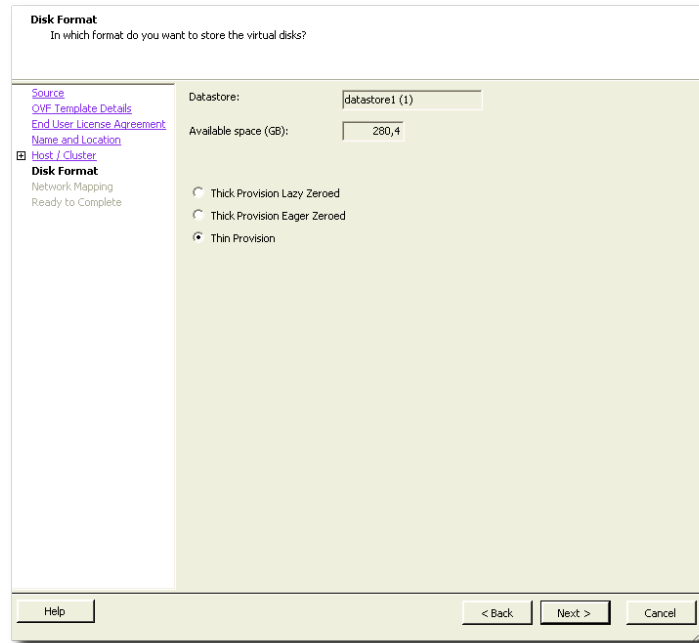 Disk Format
In which format do you want to store the virtual disks?
Source
OVF Template Details
End User License Agreement
Name and Location
Host / Cluster
Disk Format
Network Mapping
Ready to Complete
Datastore:
datastore1 (1)
Available space (GB):
280,4
Thick Provision Lazy Zeroed
Thick Provision Eager Zeroed
Thin Provision
Help
< Back
Next >
Cancel